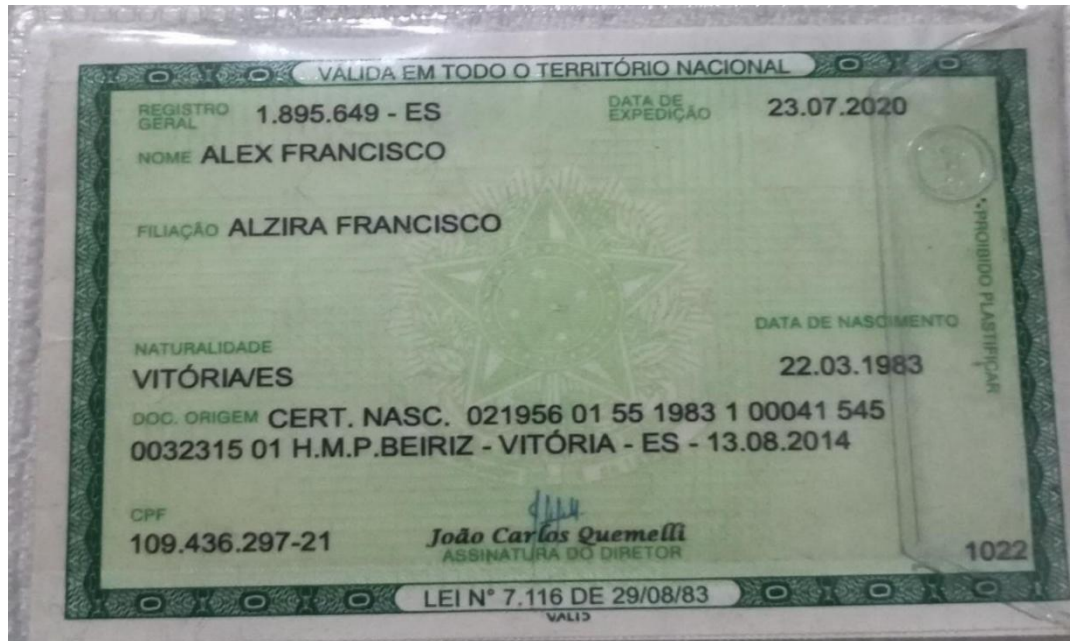 VÁLIDA EM TODO O TERRITÓRIO NACIONAL
REGISTRO GERAL 1.895.649 - ES DATA DE EXPEDIÇÃO 23.07.2020
NOME ALEX FRANCISCO
FILIAÇÃO ALZIRA FRANCISCO
PROIBIDO PLASTIFICAR
DATA DE NASCIMENTO
NATURALIDADE
VITÓRIA/ES 22.03.1983
DOC. ORIGEM CERT. NASC. 021956 01 55 1983 1 00041 545
0032315 01 H.M.P.BEIRIZ - VITÓRIA - ES - 13.08.2014
CPF
109.436.297-21 João Carlos Quemelli
ASSINATURA DO DIRETOR
1022
LEI N° 7.116 DE 29/08/83
VALID